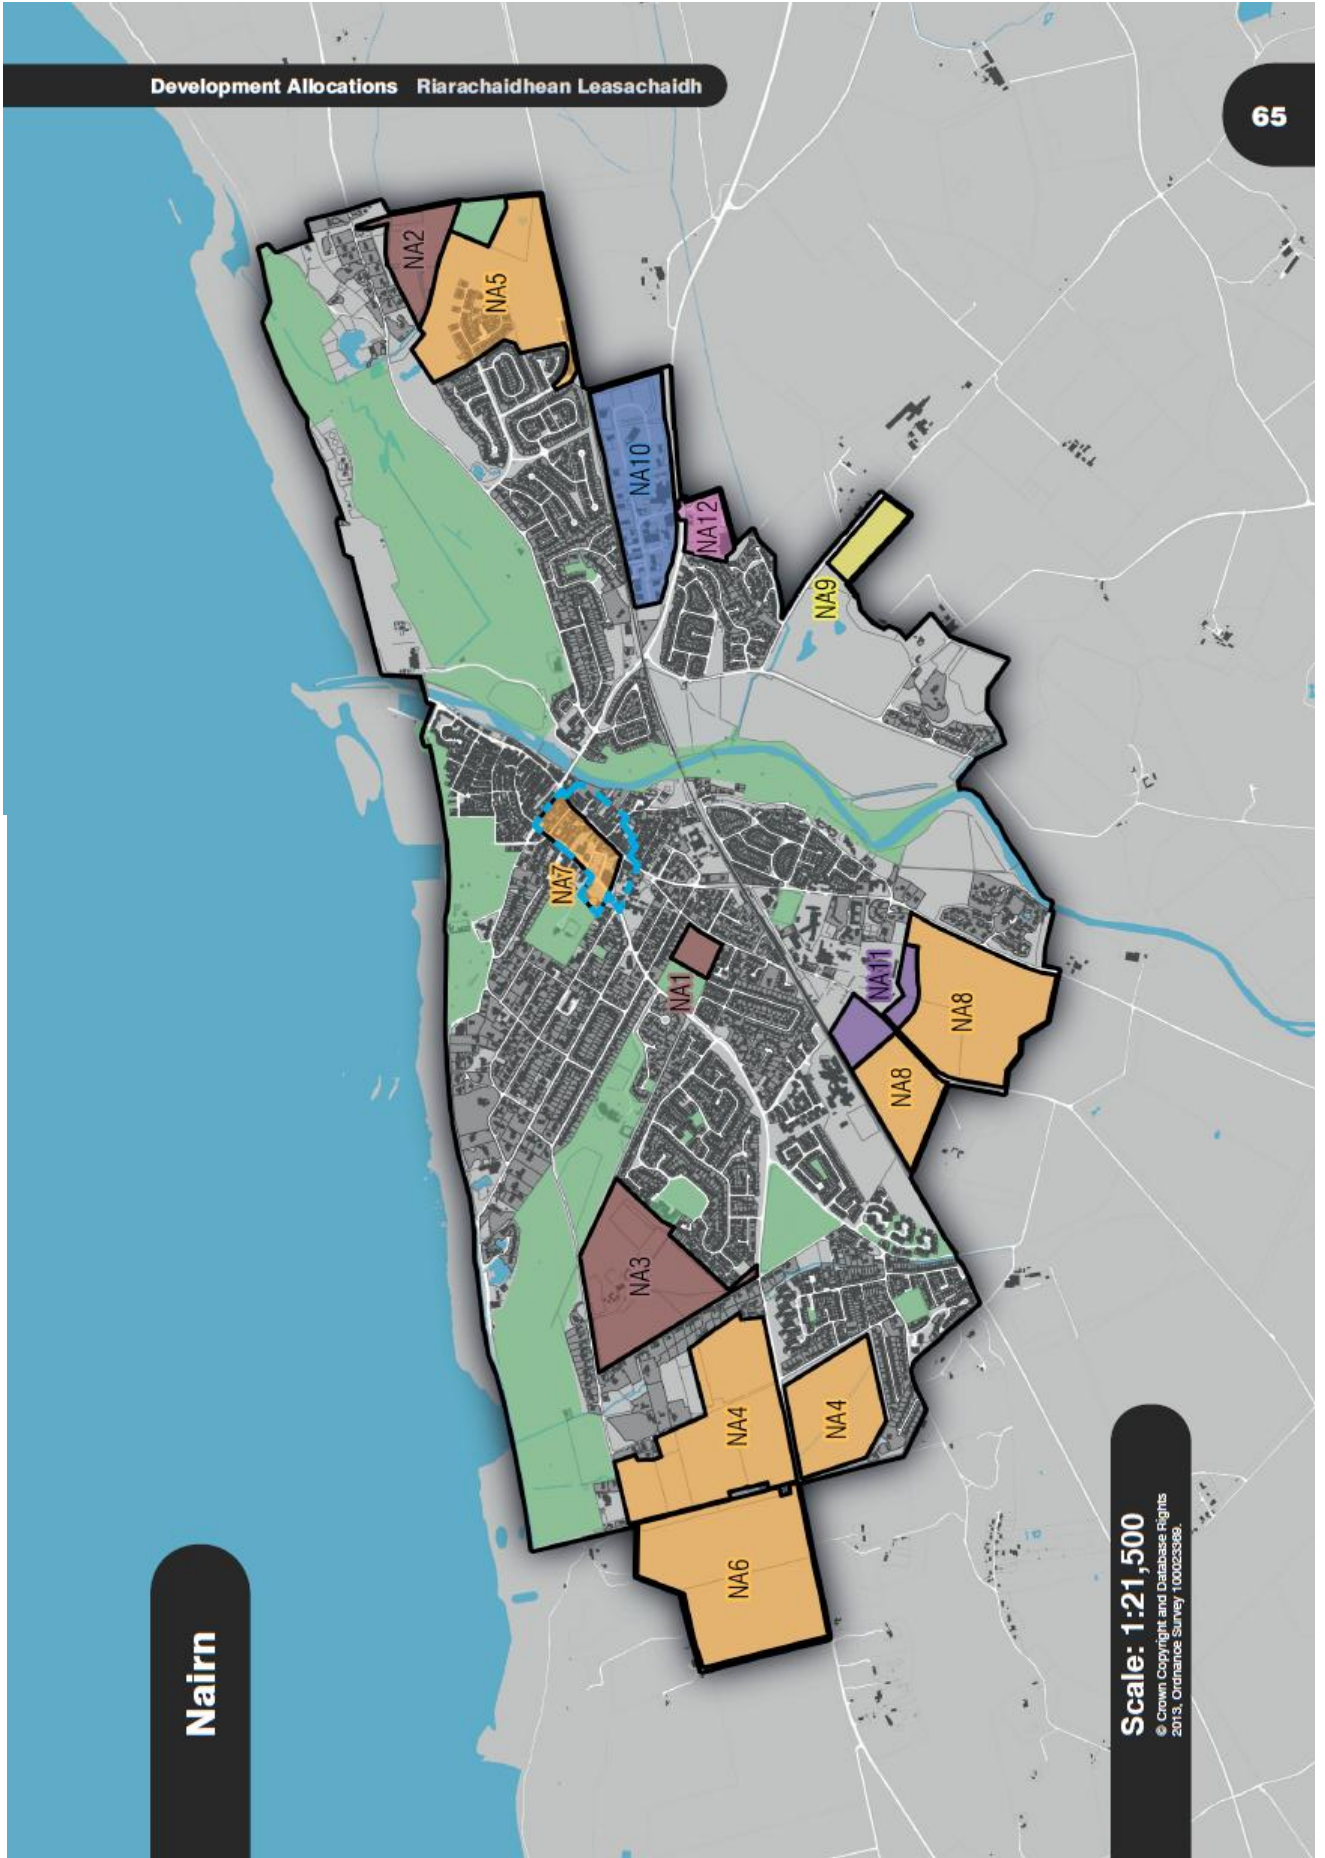 Development Allocations Riarachaidhean Leasachaidh
65
NA2
NA5
NA10
NA12
NA9
NA7
NA1
NA11
NA8
NA8
NA3
NA4
NA4
NA6
Nairn
Scale: 1:21,500
© Crown Copyright and Database Rights
2013. Ordnance Survey 100023369.